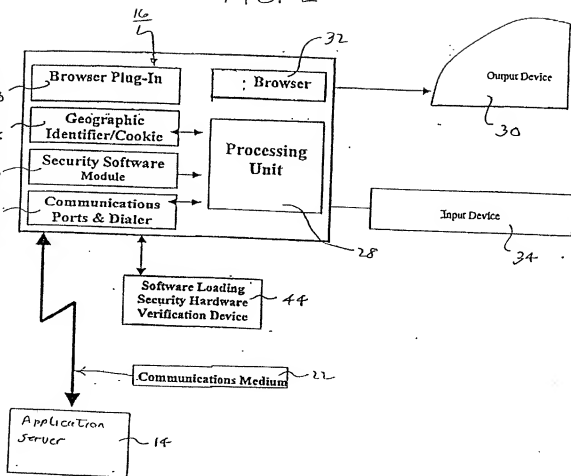 16
L
32
Browser Plug-In
Browser
Output Device
30
Geographic
Identifier/Cookie
Processing
Unit
Security Software
Module
Communications
Ports & Dialer
Input Device
28
34
Software Loading
Security Hardware
Verification Device
44
Communications Medium
22
Application
Server
14